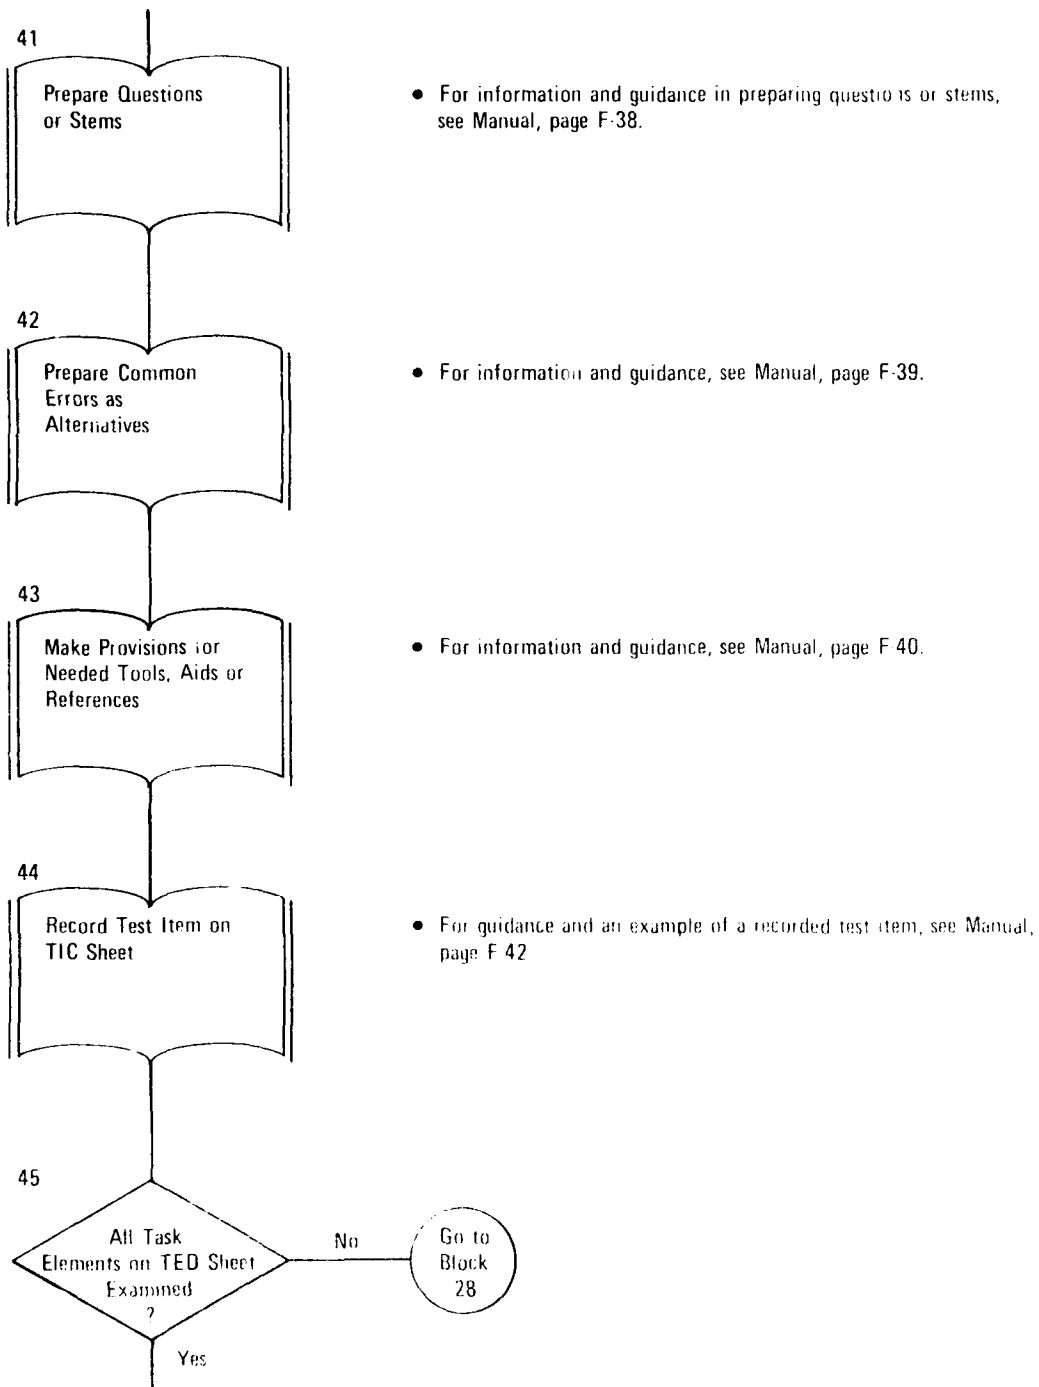 41
Prepare Questions
or Stems
• For information and guidance in preparing questions or stems,
see Manual, page F-38.
42
Prepare Common
Errors as
Alternatives
• For information and guidance, see Manual, page F-39.
43
Make Provisions for
Needed Tools, Aids or
References
• For information and guidance, see Manual, page F-40.
44
Record Test Item on
TIC Sheet
• For guidance and an example of a recorded test item, see Manual,
page F-42
45
All Task
Elements on TED Sheet
Examined
?
No
Go to
Block
28
Yes